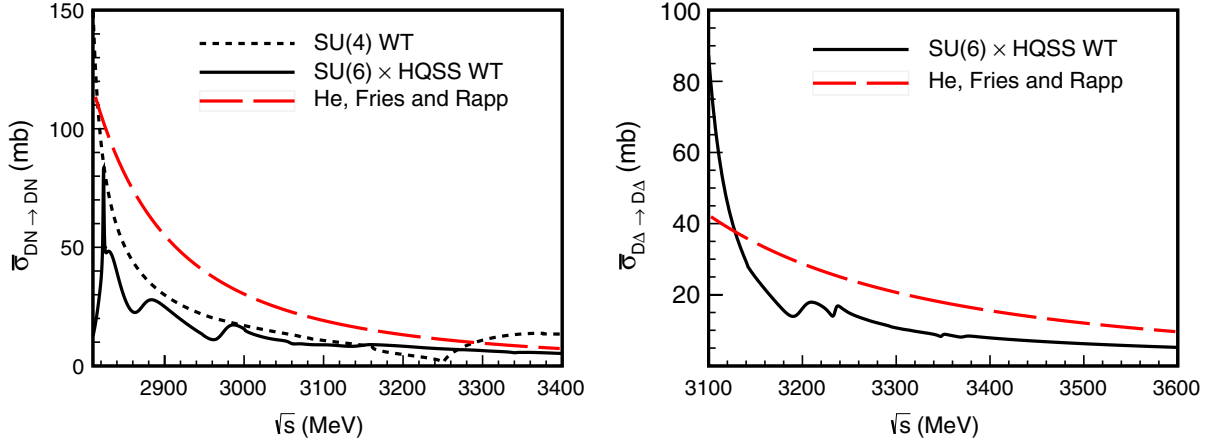 150
100
50
0
2900
3000
3100
3200
3300
3400
√s (MeV)
σ̅DN → DN (mb)
SU(4) WT
SU(6) × HQSS WT
He, Fries and Rapp
100
80
60
40
20
3100
3200
3300
3400
3500
3600
√s (MeV)
σ̅DΔ → DΔ (mb)
SU(6) × HQSS WT
He, Fries and Rapp